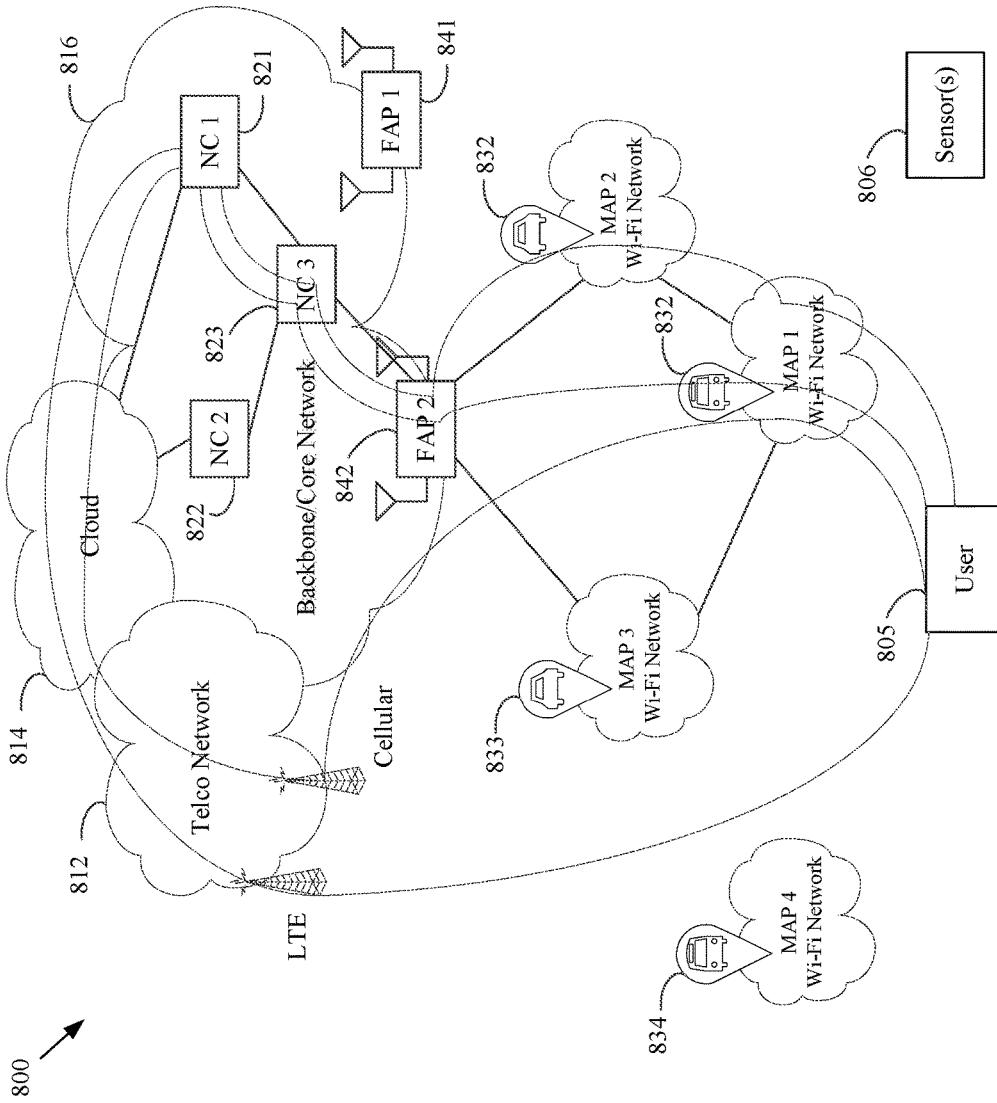 800
814
812
816
Cloud
Telco Network
822
823
NC 1
NC 2
821
LTE
Backbone/Core Network
NC 3
842
Cellular
FAP 1
FAP 2
841
833
832
MAP 3
Wi-Fi Network
MAP 2
Wi-Fi Network
834
832
MAP 4
Wi-Fi Network
MAP 1
Wi-Fi Network
805
806
User
Sensor(s)